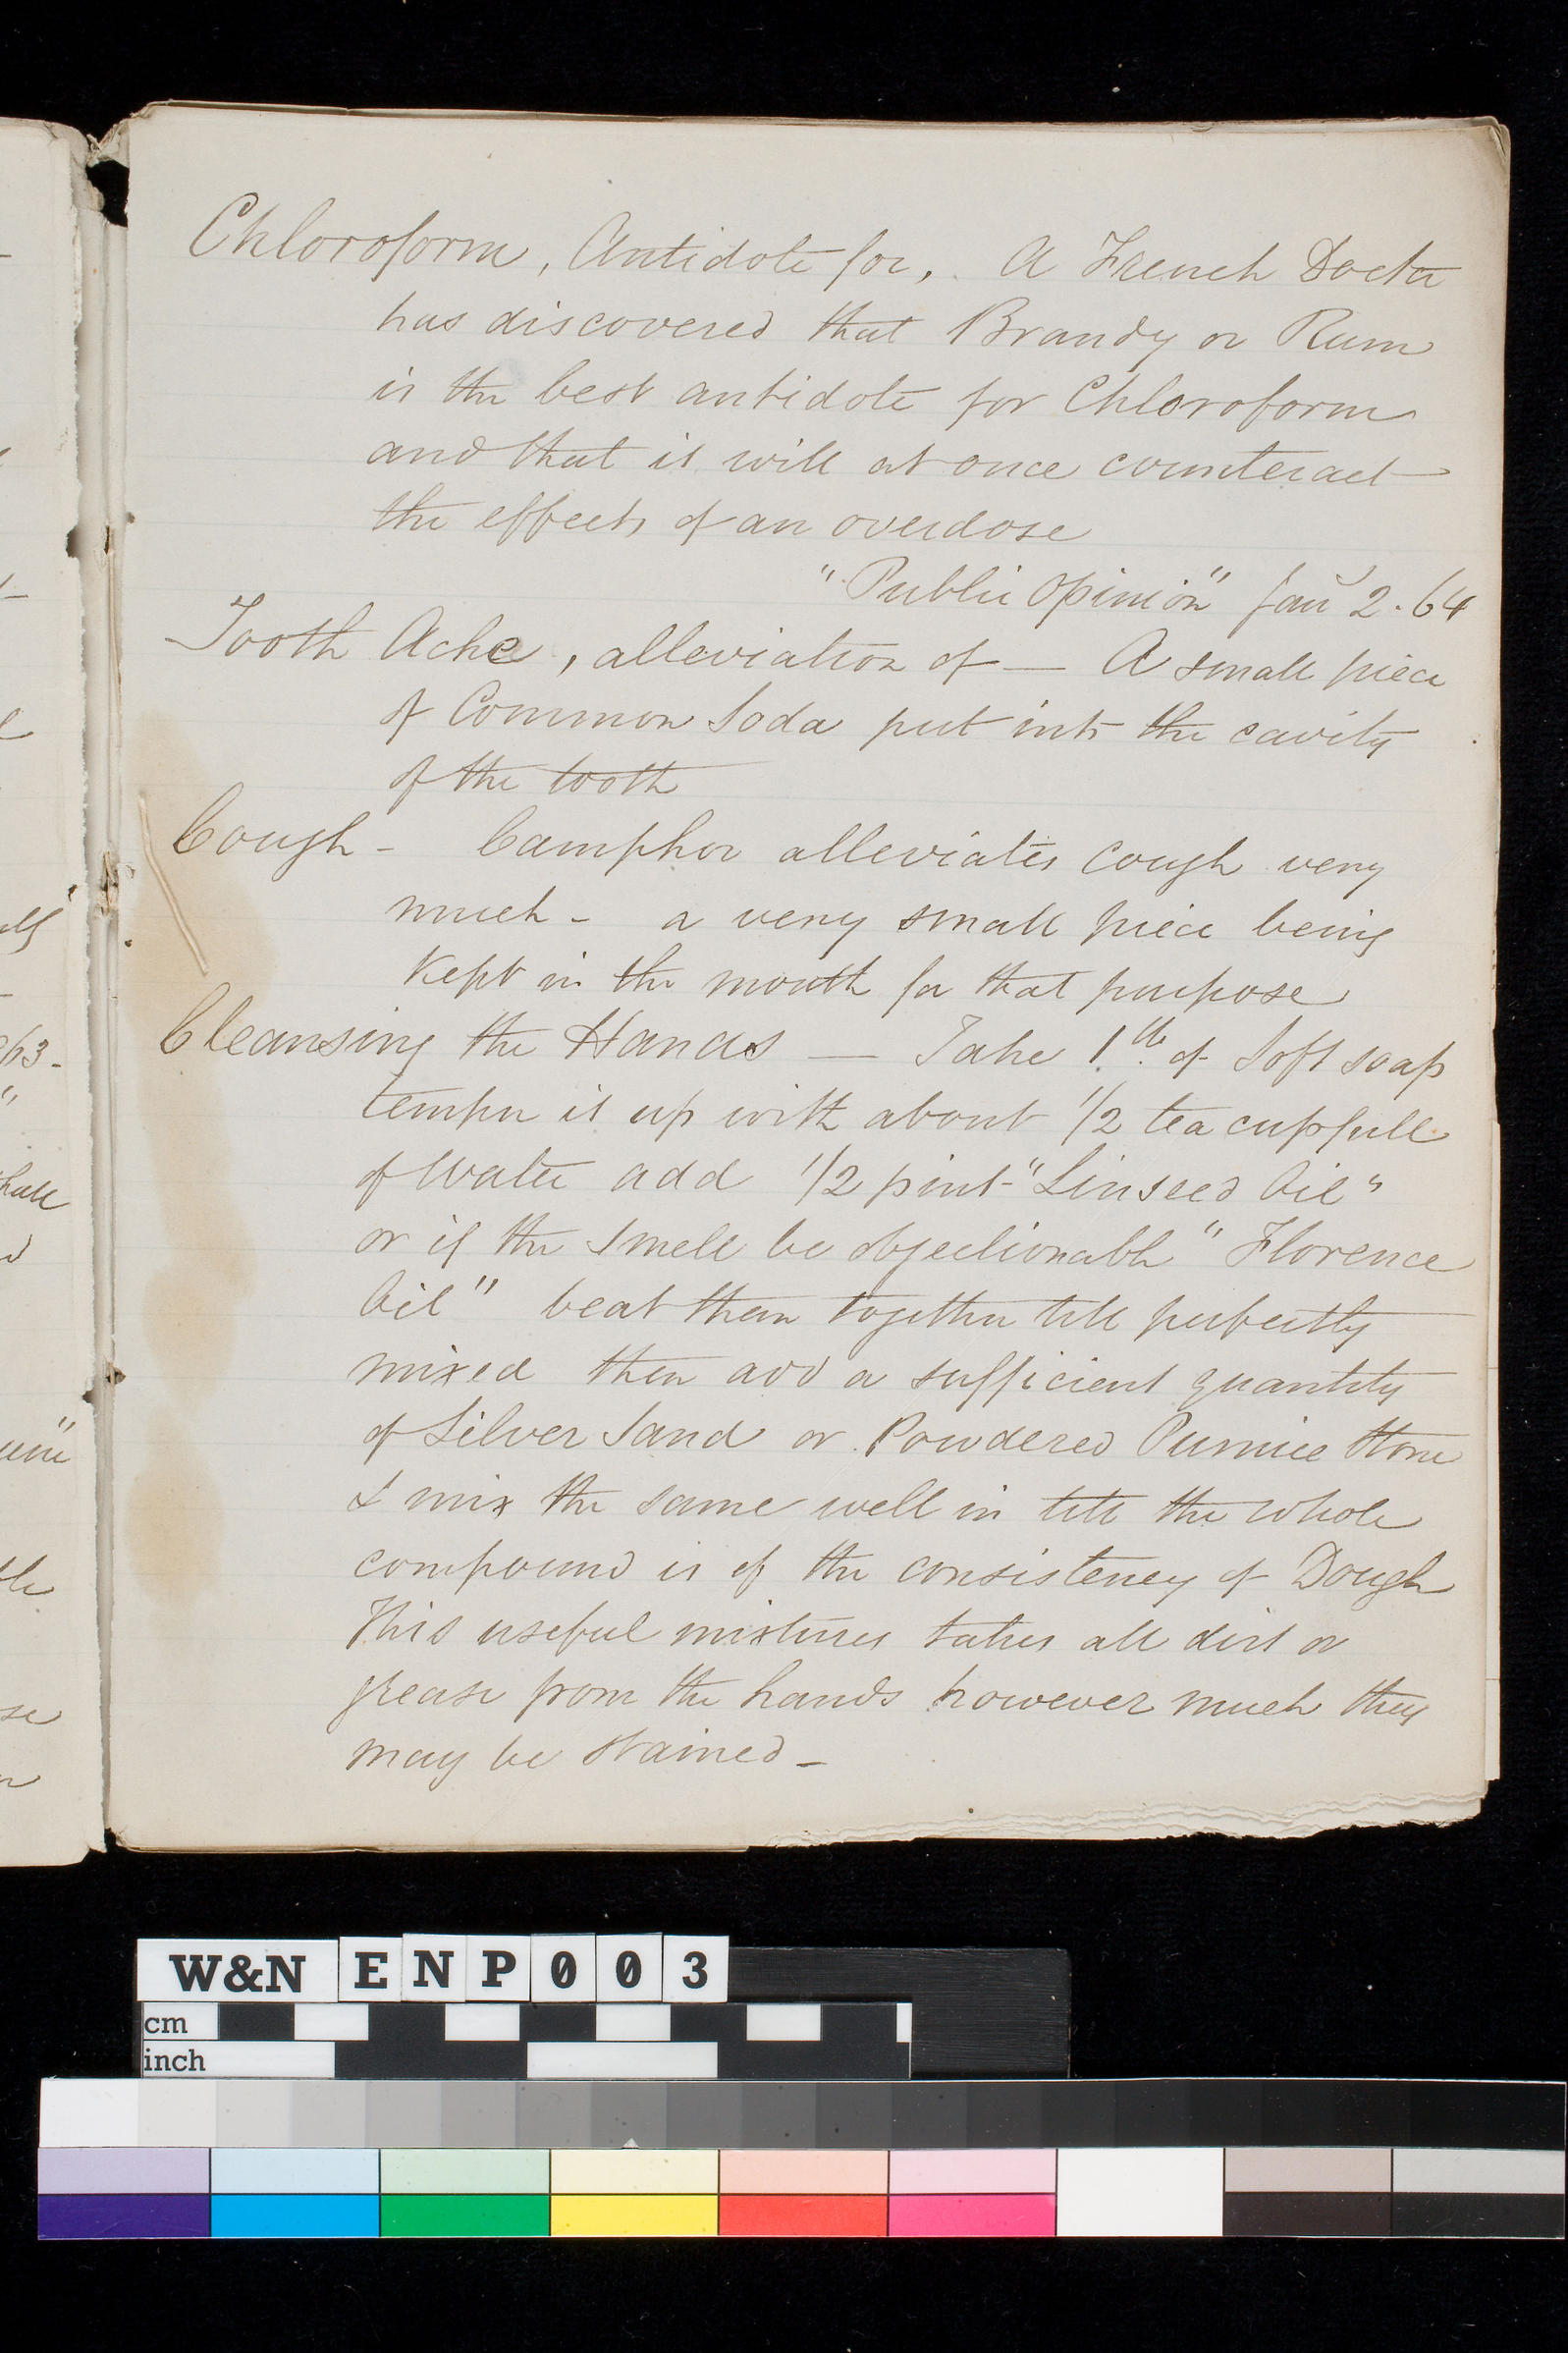 Chloroform, Antidote for, A French Doctor
has discovered that Brandy or Rum
is the best antidote for Chloroform
and that it will at once counteract
the effects of an overdose
"Public Opinion" Jany 2. 64
Tooth Ache, alleviation of — A small piece
of Common Soda put into the cavity
of the tooth
Cough - Camphor alleviates cough very
much - a very small piece being
kept in the mouth for that purpose
Cleansing the Hands — Take 1 lb of Soft soap
temper it up with about 1/2 tea cupfull
of Water add 1/2 pint "Linseed Oil"
or if the smell be objectionable "Florence
Oil" beat them together till perfectly
mixed then add a sufficient quantity
of Silver Sand or Powdered Pumice Stone
& mix the same well in till the whole
compound is of the consistency of Dough
This useful mixtures takes all dirt or
grease from the hands however much they
may be stained -
W&N ENP003
cm
inch